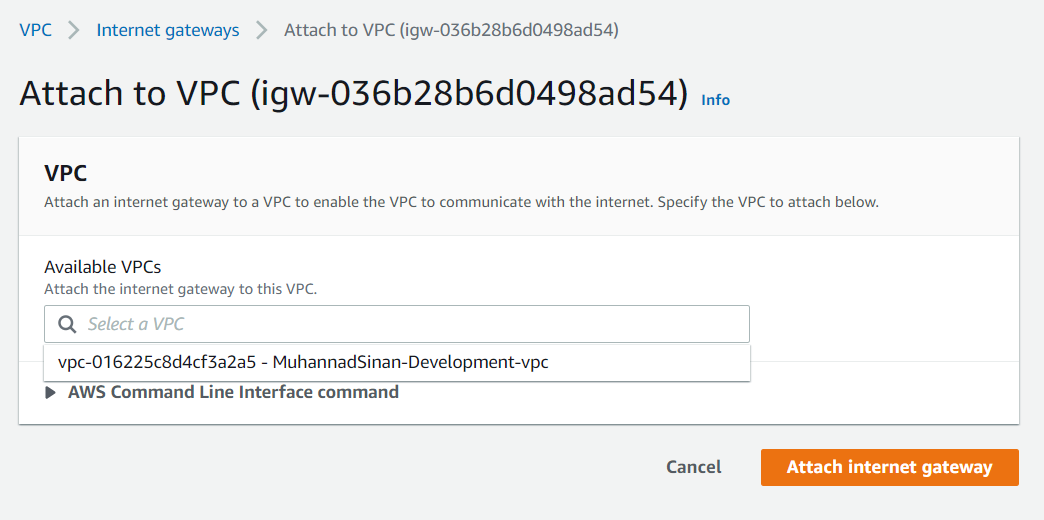 VPC > Internet gateways > Attach to VPC (igw-036b28b6d0498ad54)
Attach to VPC (igw-036b28b6d0498ad54) Info
VPC
Attach an internet gateway to a VPC to enable the VPC to communicate with the internet. Specify the VPC to attach below.
Available VPCs
Attach the internet gateway to this VPC.
Select a VPC
vpc-016225c8d4cf3a2a5 - MuhannadSinan-Development-vpc
AWS Command Line Interface command
Cancel Attach internet gateway